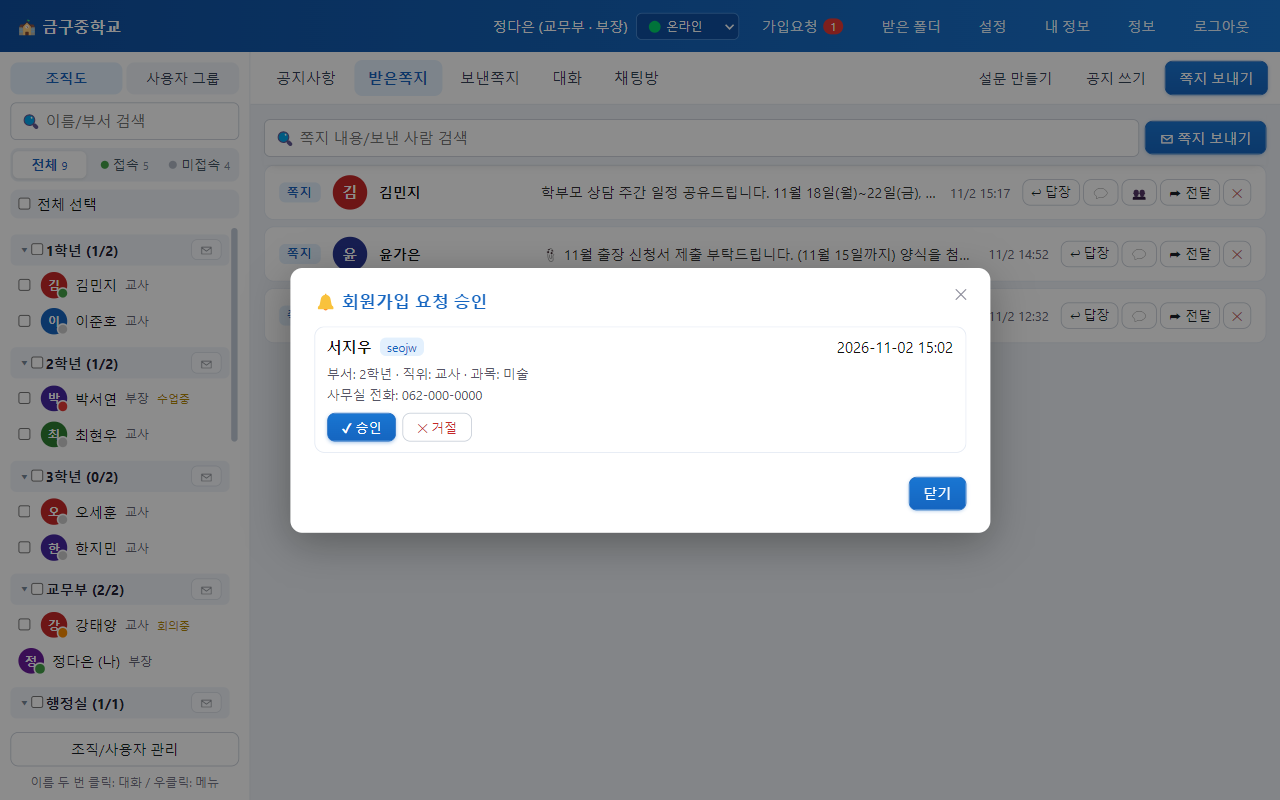 금구중학교
정다은 (교무부 · 부장) 온라인 가입요청 1 받은 폴더 설정 내 정보 정보 로그아웃
조직도 사용자 그룹
공지사항 받은쪽지 보낸쪽지 대화 채팅방 설문 만들기 공지 쓰기 쪽지 보내기
이름/부서 검색
쪽지 내용/보낸 사람 검색 쪽지 보내기
전체 9 접속 5 미접속 4
전체 선택
1학년 (1/2)
김 김민지 교사
이 이준호 교사
2학년 (1/2)
박 박서연 부장 수업중
최 최현우 교사
3학년 (0/2)
오 오세훈 교사
한 한지민 교사
교무부 (2/2)
강 강태양 교사 회의중
정 정다은 (나) 부장
행정실 (1/1)
조직/사용자 관리
이름 두 번 클릭: 대화 / 우클릭: 메뉴
쪽지 김 김민지 학부모 상담 주간 일정 공유드립니다. 11월 18일(월)~22일(금), ... 11/2 15:17 ↩ 답장 ➦ 전달 ✕
쪽지 윤 윤가은 11월 출장 신청서 제출 부탁드립니다. (11월 15일까지) 양식을 첨... 11/2 14:52 ↩ 답장 ➦ 전달 ✕
11/2 12:32 ↩ 답장 ➦ 전달 ✕
회원가입 요청 승인
서지우 seojw 2026-11-02 15:02
부서: 2학년 · 직위: 교사 · 과목: 미술
사무실 전화: 062-000-0000
✓ 승인 ✕ 거절
닫기